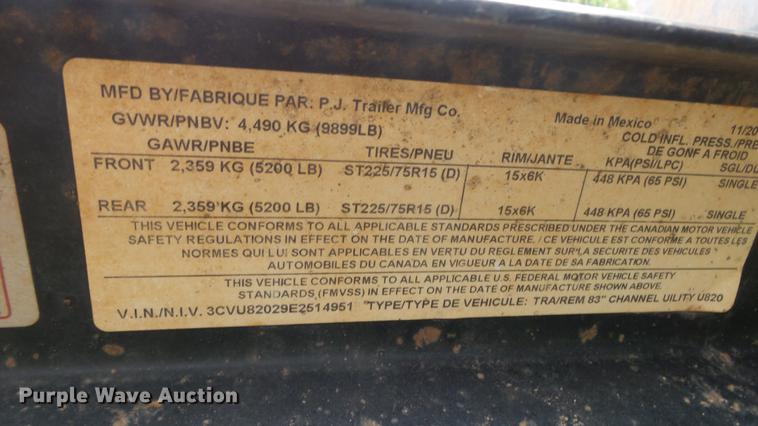 MFD BY/FABRIQUE PAR: P.J. Trailer Mfg Co. Made in Mexico 11/20
GVWR/PNBV: 4,490 KG (9899LB) COLD INFL. PRESS./PRE
DE GONF A FROID
GAWR/PNBE TIRES/PNEU RIM/JANTE KPA(PSI/LPC) SGL/DU
FRONT 2,359 KG (5200 LB) ST225/75R15 (D) 15x6K 448 KPA (65 PSI) SINGLE
REAR 2,359 KG (5200 LB) ST225/75R15 (D) 15x6K 448 KPA (65 PSI) SINGLE
THIS VEHICLE CONFORMS TO ALL APPLICABLE STANDARDS PRESCRIBED UNDER THE CANADIAN MOTOR VEHICLE
SAFETY REGULATIONS IN EFFECT ON THE DATE OF MANUFACTURE. / CE VEHICULE EST CONFORME A TOUTES LES
NORMES QUI LUI SONT APPLICABLES EN VERTU DU REGLEMENT SUR LA SECURITE DES VEHICULES
AUTOMOBILES DU CANADA EN VIGUEUR A LA DATE DE SA FABRICATION.
THIS VEHICLE CONFORMS TO ALL APPLICABLE U.S. FEDERAL MOTOR VEHICLE SAFETY
STANDARDS, (FMVSS) IN EFFECT ON THE DATE OF MANUFACTURE SHOWN ABOVE.
V.I.N./N.I.V. 3CVU82029E2514951 TYPE/TYPE DE VEHICULE: TRA/REM 83" CHANNEL UILITY U820
Purple Wave Auction